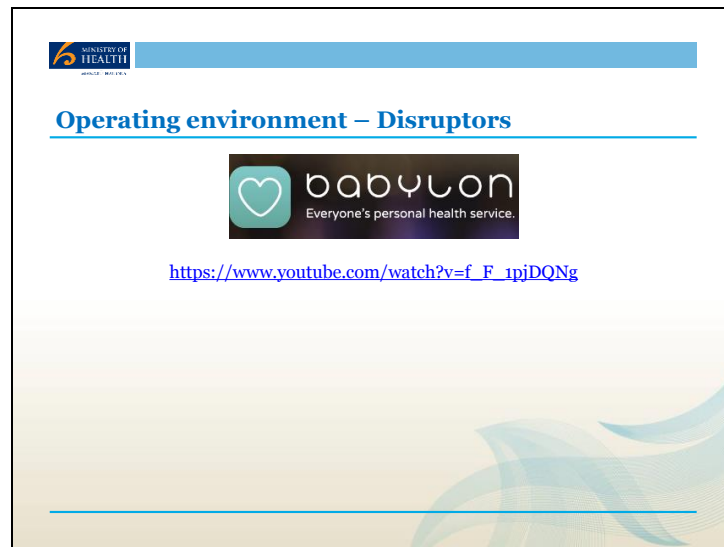 MINISTRY OF
HEALTH
Operating environment – Disruptors
babylon
Everyone's personal health service.
https://www.youtube.com/watch?v=f_F_1pjDQNg